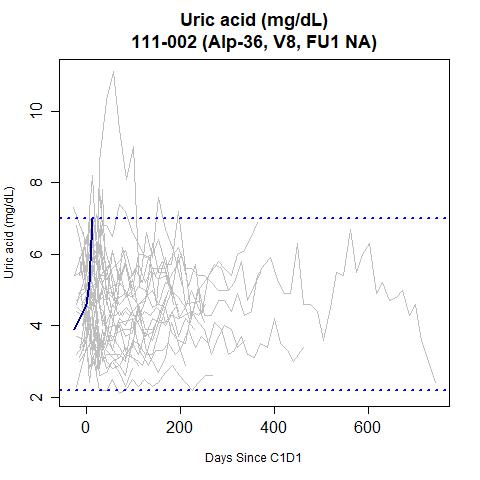 Uric acid (mg/dL)
111-002 (Alp-36, V8, FU1 NA)
Uric acid (mg/dL)
10
8
6
4
2
0
200
400
600
Days Since C1D1